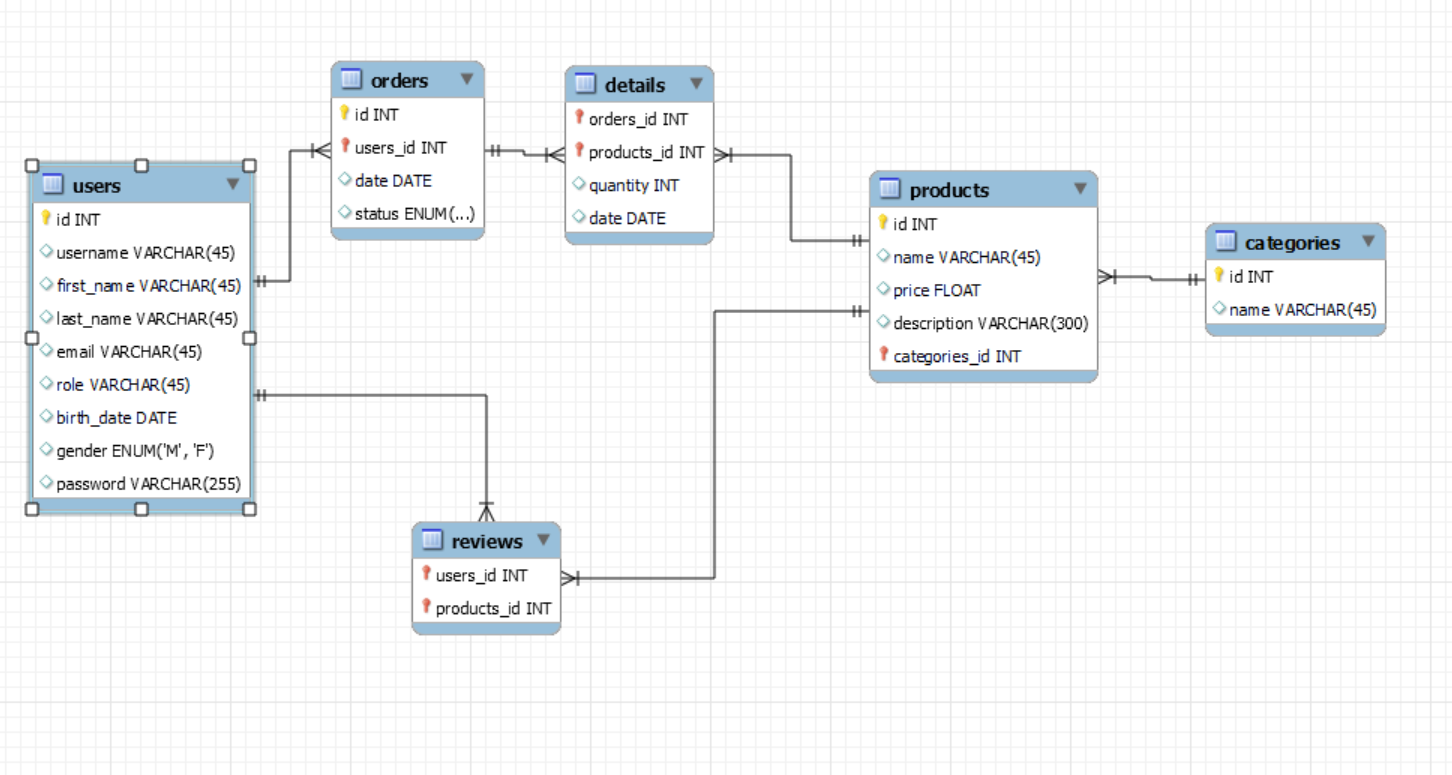 users
id INT
username VARCHAR(45)
first_name VARCHAR(45)
last_name VARCHAR(45)
email VARCHAR(45)
role VARCHAR(45)
birth_date DATE
gender ENUM('M', 'F')
password VARCHAR(255)
orders
id INT
users_id INT
date DATE
status ENUM(...)
details
orders_id INT
products_id INT
quantity INT
date DATE
products
id INT
name VARCHAR(45)
price FLOAT
description VARCHAR(300)
categories_id INT
categories
id INT
name VARCHAR(45)
reviews
users_id INT
products_id INT